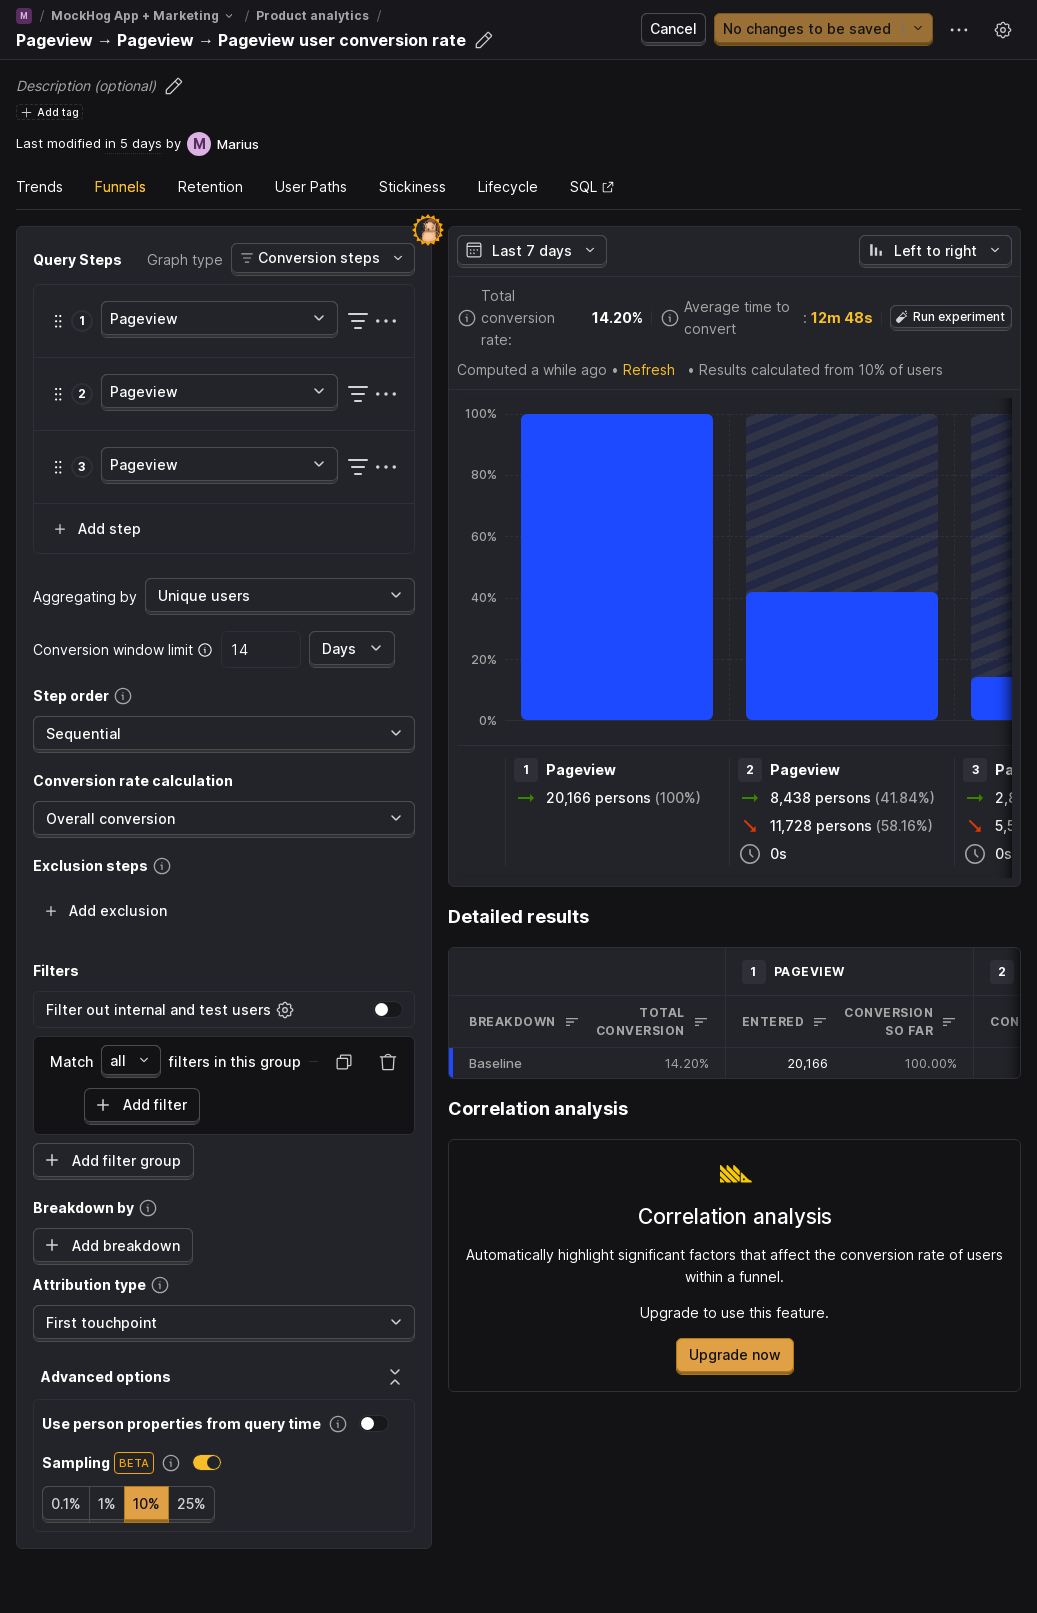 M / MockHog App + Marketing / Product analytics /
Pageview → Pageview → Pageview user conversion rate
Cancel
No changes to be saved
Description (optional)
Add tag
Last modified in 5 days by M Marius
Trends Funnels Retention User Paths Stickiness Lifecycle SQL
Query Steps
Graph type Conversion steps
1 Pageview
2 Pageview
3 Pageview
Add step
Aggregating by Unique users
Conversion window limit 14 Days
Step order
Sequential
Conversion rate calculation
Overall conversion
Exclusion steps
Add exclusion
Filters
Filter out internal and test users
Match all filters in this group
Add filter
Add filter group
Breakdown by
Add breakdown
Attribution type
First touchpoint
Advanced options
Use person properties from query time
Sampling BETA
0.1% 1% 10% 25%
Last 7 days
Left to right
Total
conversion
rate:
14.20%
Average time to
convert
: 12m 48s
Run experiment
Computed a while ago • Refresh • Results calculated from 10% of users
100%
80%
60%
40%
20%
0%
1 Pageview
20,166 persons (100%)
2 Pageview
8,438 persons (41.84%)
11,728 persons (58.16%)
0s
3 Pa
2,8
5,5
0s
Detailed results
1 PAGEVIEW
2
BREAKDOWN
TOTAL
CONVERSION
ENTERED
CONVERSION
SO FAR
CON
Baseline 14.20% 20,166 100.00%
Correlation analysis
Correlation analysis
Automatically highlight significant factors that affect the conversion rate of users
within a funnel.
Upgrade to use this feature.
Upgrade now